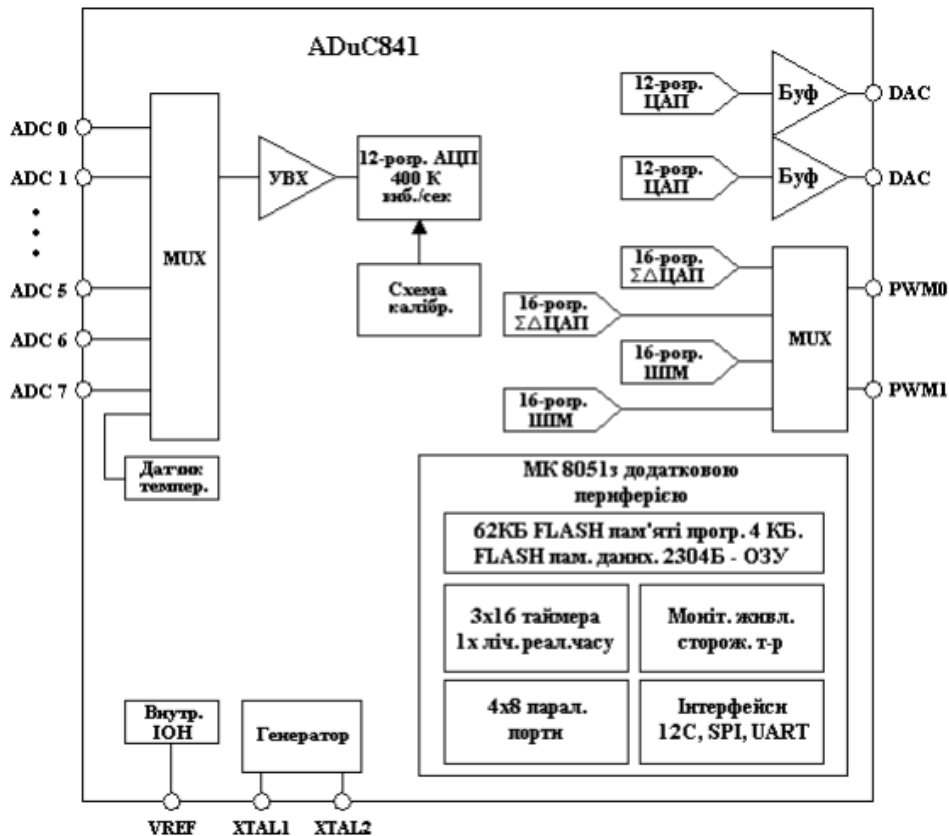 ADuC841
ADC 0
ADC 1
ADC 5
ADC 6
ADC 7
MUX
УВХ
12-розр. АЦП
400 К
виб./сек
Схема
калібр.
Датчик
темпер.
12-розр.
ЦАП
Буф
DAC
12-розр.
ЦАП
Буф
DAC
16-розр.
ΣΔЦАП
16-розр.
ΣΔЦАП
16-розр.
ШІМ
16-розр.
ШІМ
MUX
PWM0
PWM1
МК 8051з додатковою
периферією
62КБ FLASH пам'яті прогр. 4 КБ.
FLASH пам. даних. 2304Б - ОЗУ
3x16 таймера
1x ліч. реал.часу
Моніт. живл.
сторож. т-р
4x8 парал.
порти
Інтерфейси
12C, SPI, UART
Внутр.
ІОН
Генератор
VREF
XTAL1
XTAL2